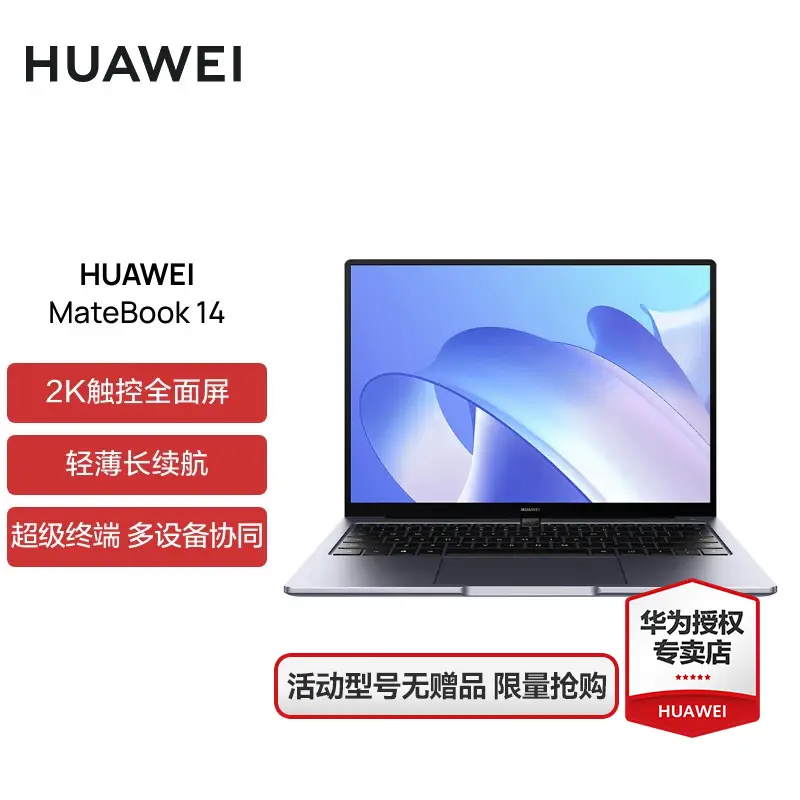 HUAWEI
HUAWEI
MateBook 14
2K触控全面屏
轻薄长续航
超级终端 多设备协同
HUAWEI
活动型号无赠品 限量抢购
华为授权
专卖店
HUAWEI